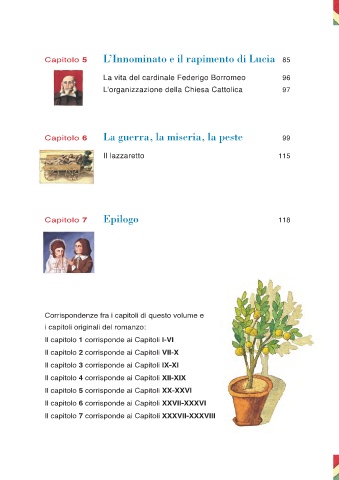 Capitolo 5 L'Innominato e il rapimento di Lucia 85
La vita del cardinale Federigo Borromeo 96
L'organizzazione della Chiesa Cattolica 97
Capitolo 6 La guerra, la miseria, la peste 99
Il lazzaretto 115
Capitolo 7 Epilogo 118
Corrispondenze fra i capitoli di questo volume e
i capitoli originali del romanzo:
Il capitolo 1 corrisponde ai Capitoli I-VI
Il capitolo 2 corrisponde ai Capitoli VII-X
Il capitolo 3 corrisponde ai Capitoli IX-XI
Il capitolo 4 corrisponde ai Capitoli XII-XIX
Il capitolo 5 corrisponde ai Capitoli XX-XXVI
Il capitolo 6 corrisponde ai Capitoli XXVII-XXXVI
Il capitolo 7 corrisponde ai Capitoli XXXVII-XXXVIII